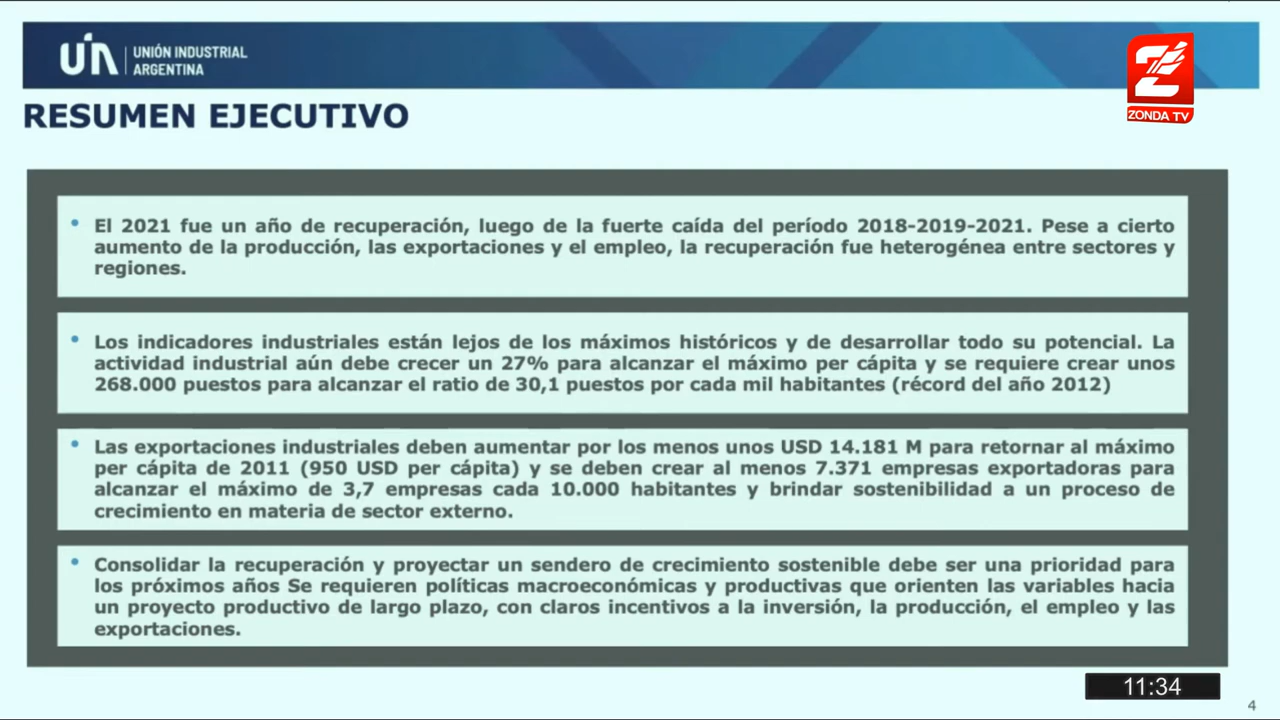 UIA UNIÓN INDUSTRIAL
ARGENTINA
ZONDA TV
RESUMEN EJECUTIVO
• El 2021 fue un año de recuperación, luego de la fuerte caída del período 2018-2019-2021. Pese a cierto
aumento de la producción, las exportaciones y el empleo, la recuperación fue heterogénea entre sectores y
regiones.
• Los indicadores industriales están lejos de los máximos históricos y de desarrollar todo su potencial. La
actividad industrial aún debe crecer un 27% para alcanzar el máximo per cápita y se requiere crear unos
268.000 puestos para alcanzar el ratio de 30,1 puestos por cada mil habitantes (récord del año 2012)
• Las exportaciones industriales deben aumentar por los menos unos USD 14.181 M para retornar al máximo
per cápita de 2011 (950 USD per cápita) y se deben crear al menos 7.371 empresas exportadoras para
alcanzar el máximo de 3,7 empresas cada 10.000 habitantes y brindar sostenibilidad a un proceso de
crecimiento en materia de sector externo.
• Consolidar la recuperación y proyectar un sendero de crecimiento sostenible debe ser una prioridad para
los próximos años Se requieren políticas macroeconómicas y productivas que orienten las variables hacia
un proyecto productivo de largo plazo, con claros incentivos a la inversión, la producción, el empleo y las
exportaciones.
11:34
4